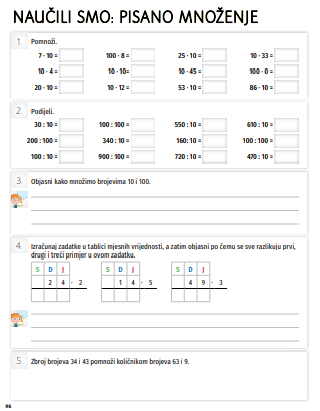 NAUČILI SMO: PISANO MNOŽENJE
1. Pomnoži.
7 · 10 = 100 · 8 = 25 · 10 = 10 · 33 =
10 · 4 = 10 · 10= 10 · 45 = 100 · 0 =
20 · 10 = 10 · 12 = 53 · 10 = 86 · 10 =
2. Podijeli.
30 : 10 = 100 : 100 = 550 : 10 = 610 : 10 =
200 : 100 = 340 : 10 = 160: 10 = 100 : 100 =
100 : 10 = 900 : 100 = 720 : 10 = 470 : 10 =
3. Objasni kako množimo brojevima 10 i 100.
4. Izračunaj zadatke u tablici mjesnih vrijednosti, a zatim objasni po čemu se sve razlikuju prvi,
drugi i treći primjer u ovom zadatku.
S D J S D J S D J
2 4 · 2 1 4 · 5 4 9 · 3
5. Zbroj brojeva 34 i 43 pomnoži količnikom brojeva 63 i 9.
96